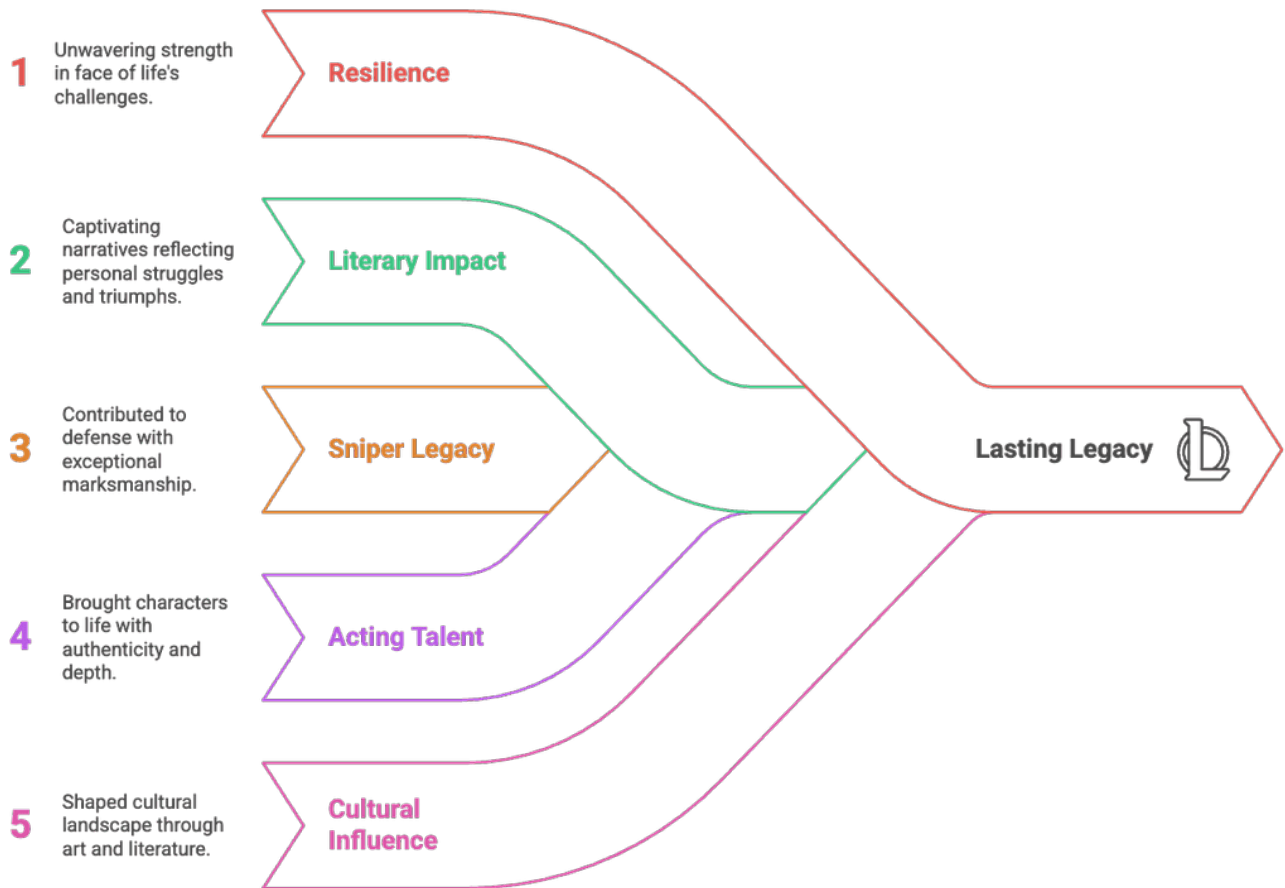 1
Unwavering strength
in face of life's
challenges.
Resilience
2
Captivating
narratives reflecting
personal struggles
and triumphs.
Literary Impact
3
Contributed to
defense with
exceptional
marksmanship.
Sniper Legacy
Lasting Legacy
4
Brought characters
to life with
authenticity and
depth.
Acting Talent
5
Shaped cultural
landscape through
art and literature.
Cultural
Influence